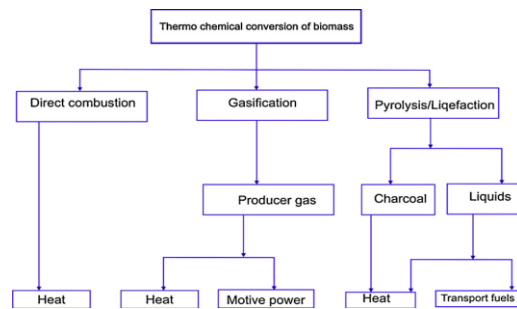 Thermo chemical conversion of biomass
Direct combustion
Gasification
Pyrolysis/Liqefaction
Producer gas
Charcoal
Liquids
Heat
Heat
Motive power
Heat
Transport fuels